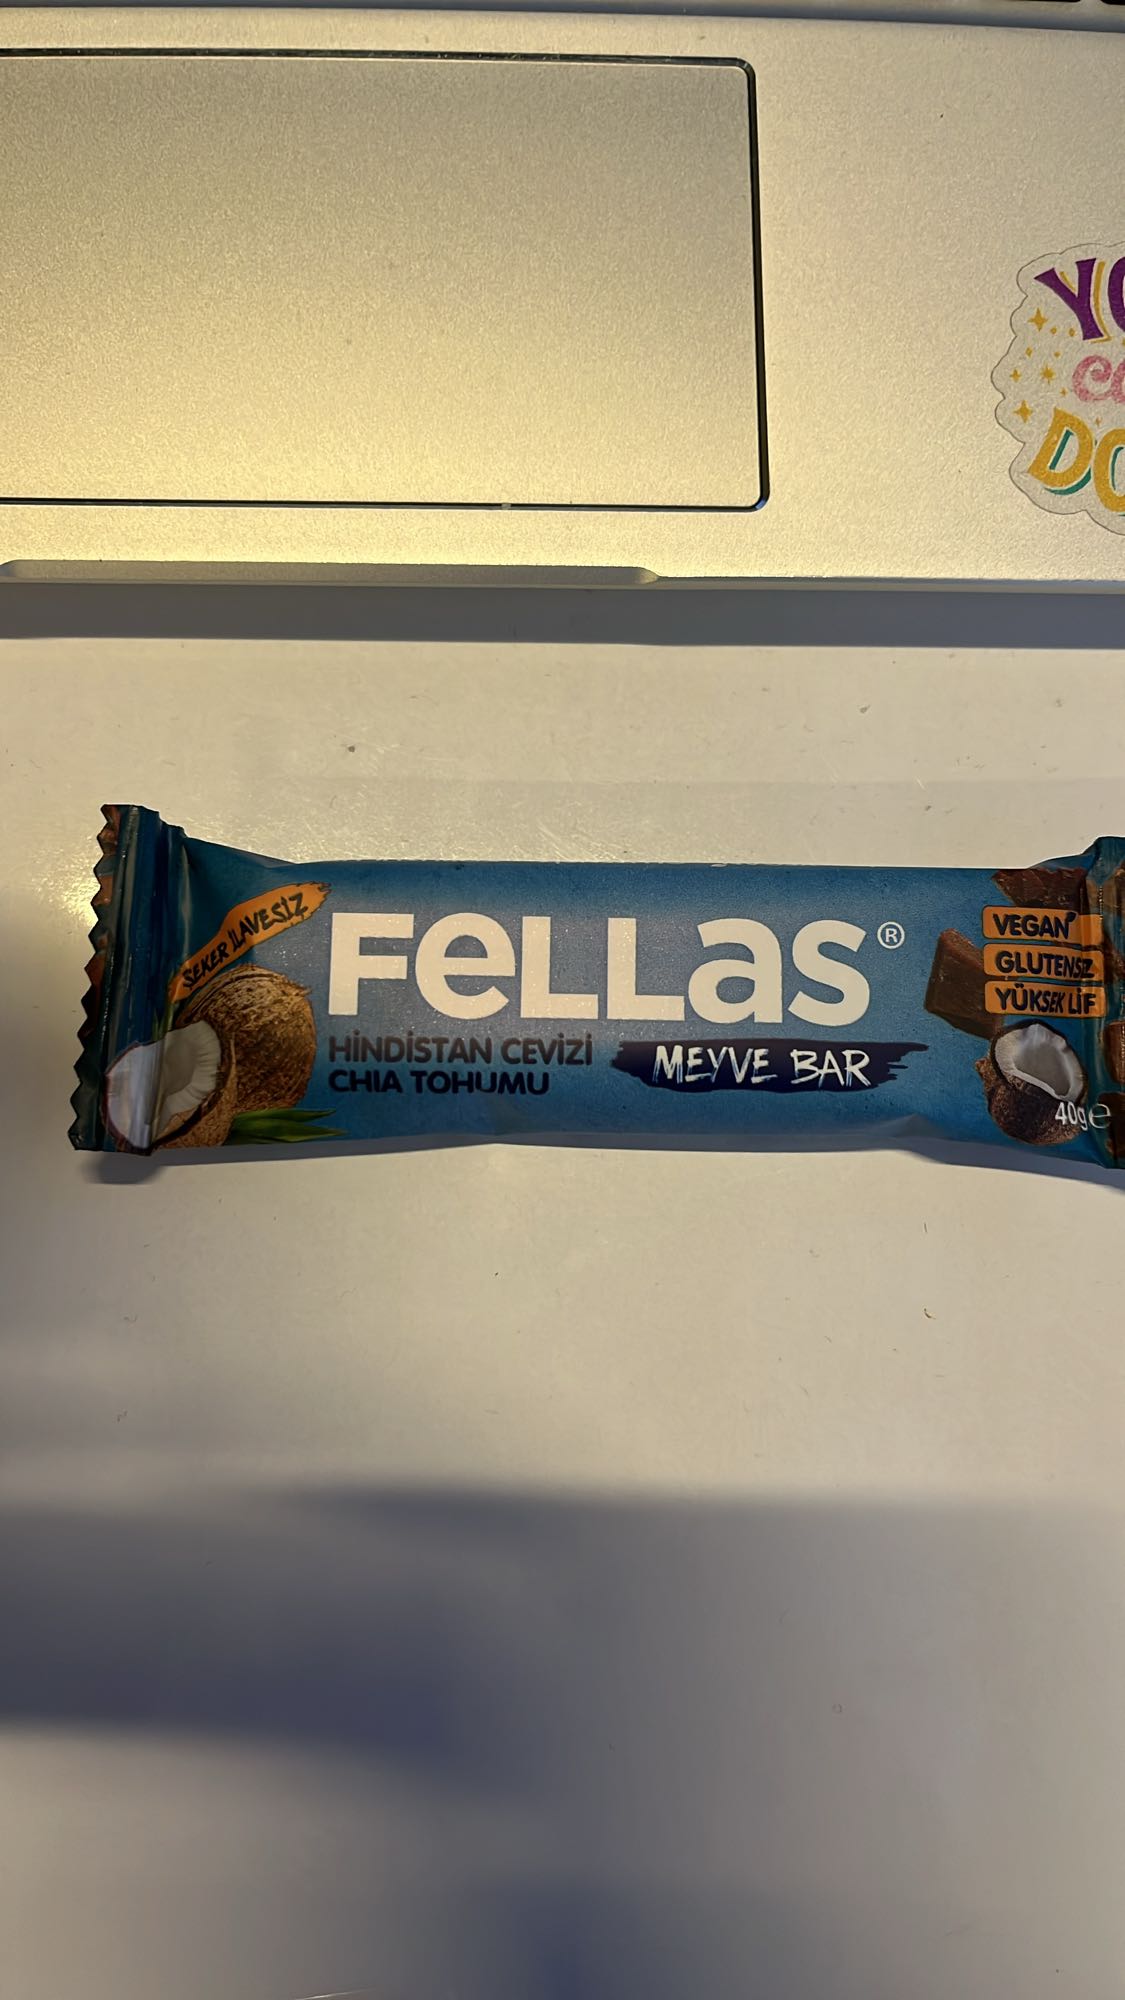 ŞEKER İLAVESİZ
FeLLas®
HİNDİSTAN CEVİZİ
CHIA TOHUMU
MEYVE BAR
VEGAN
GLUTENSİZ
YÜKSEK LİF
40g e